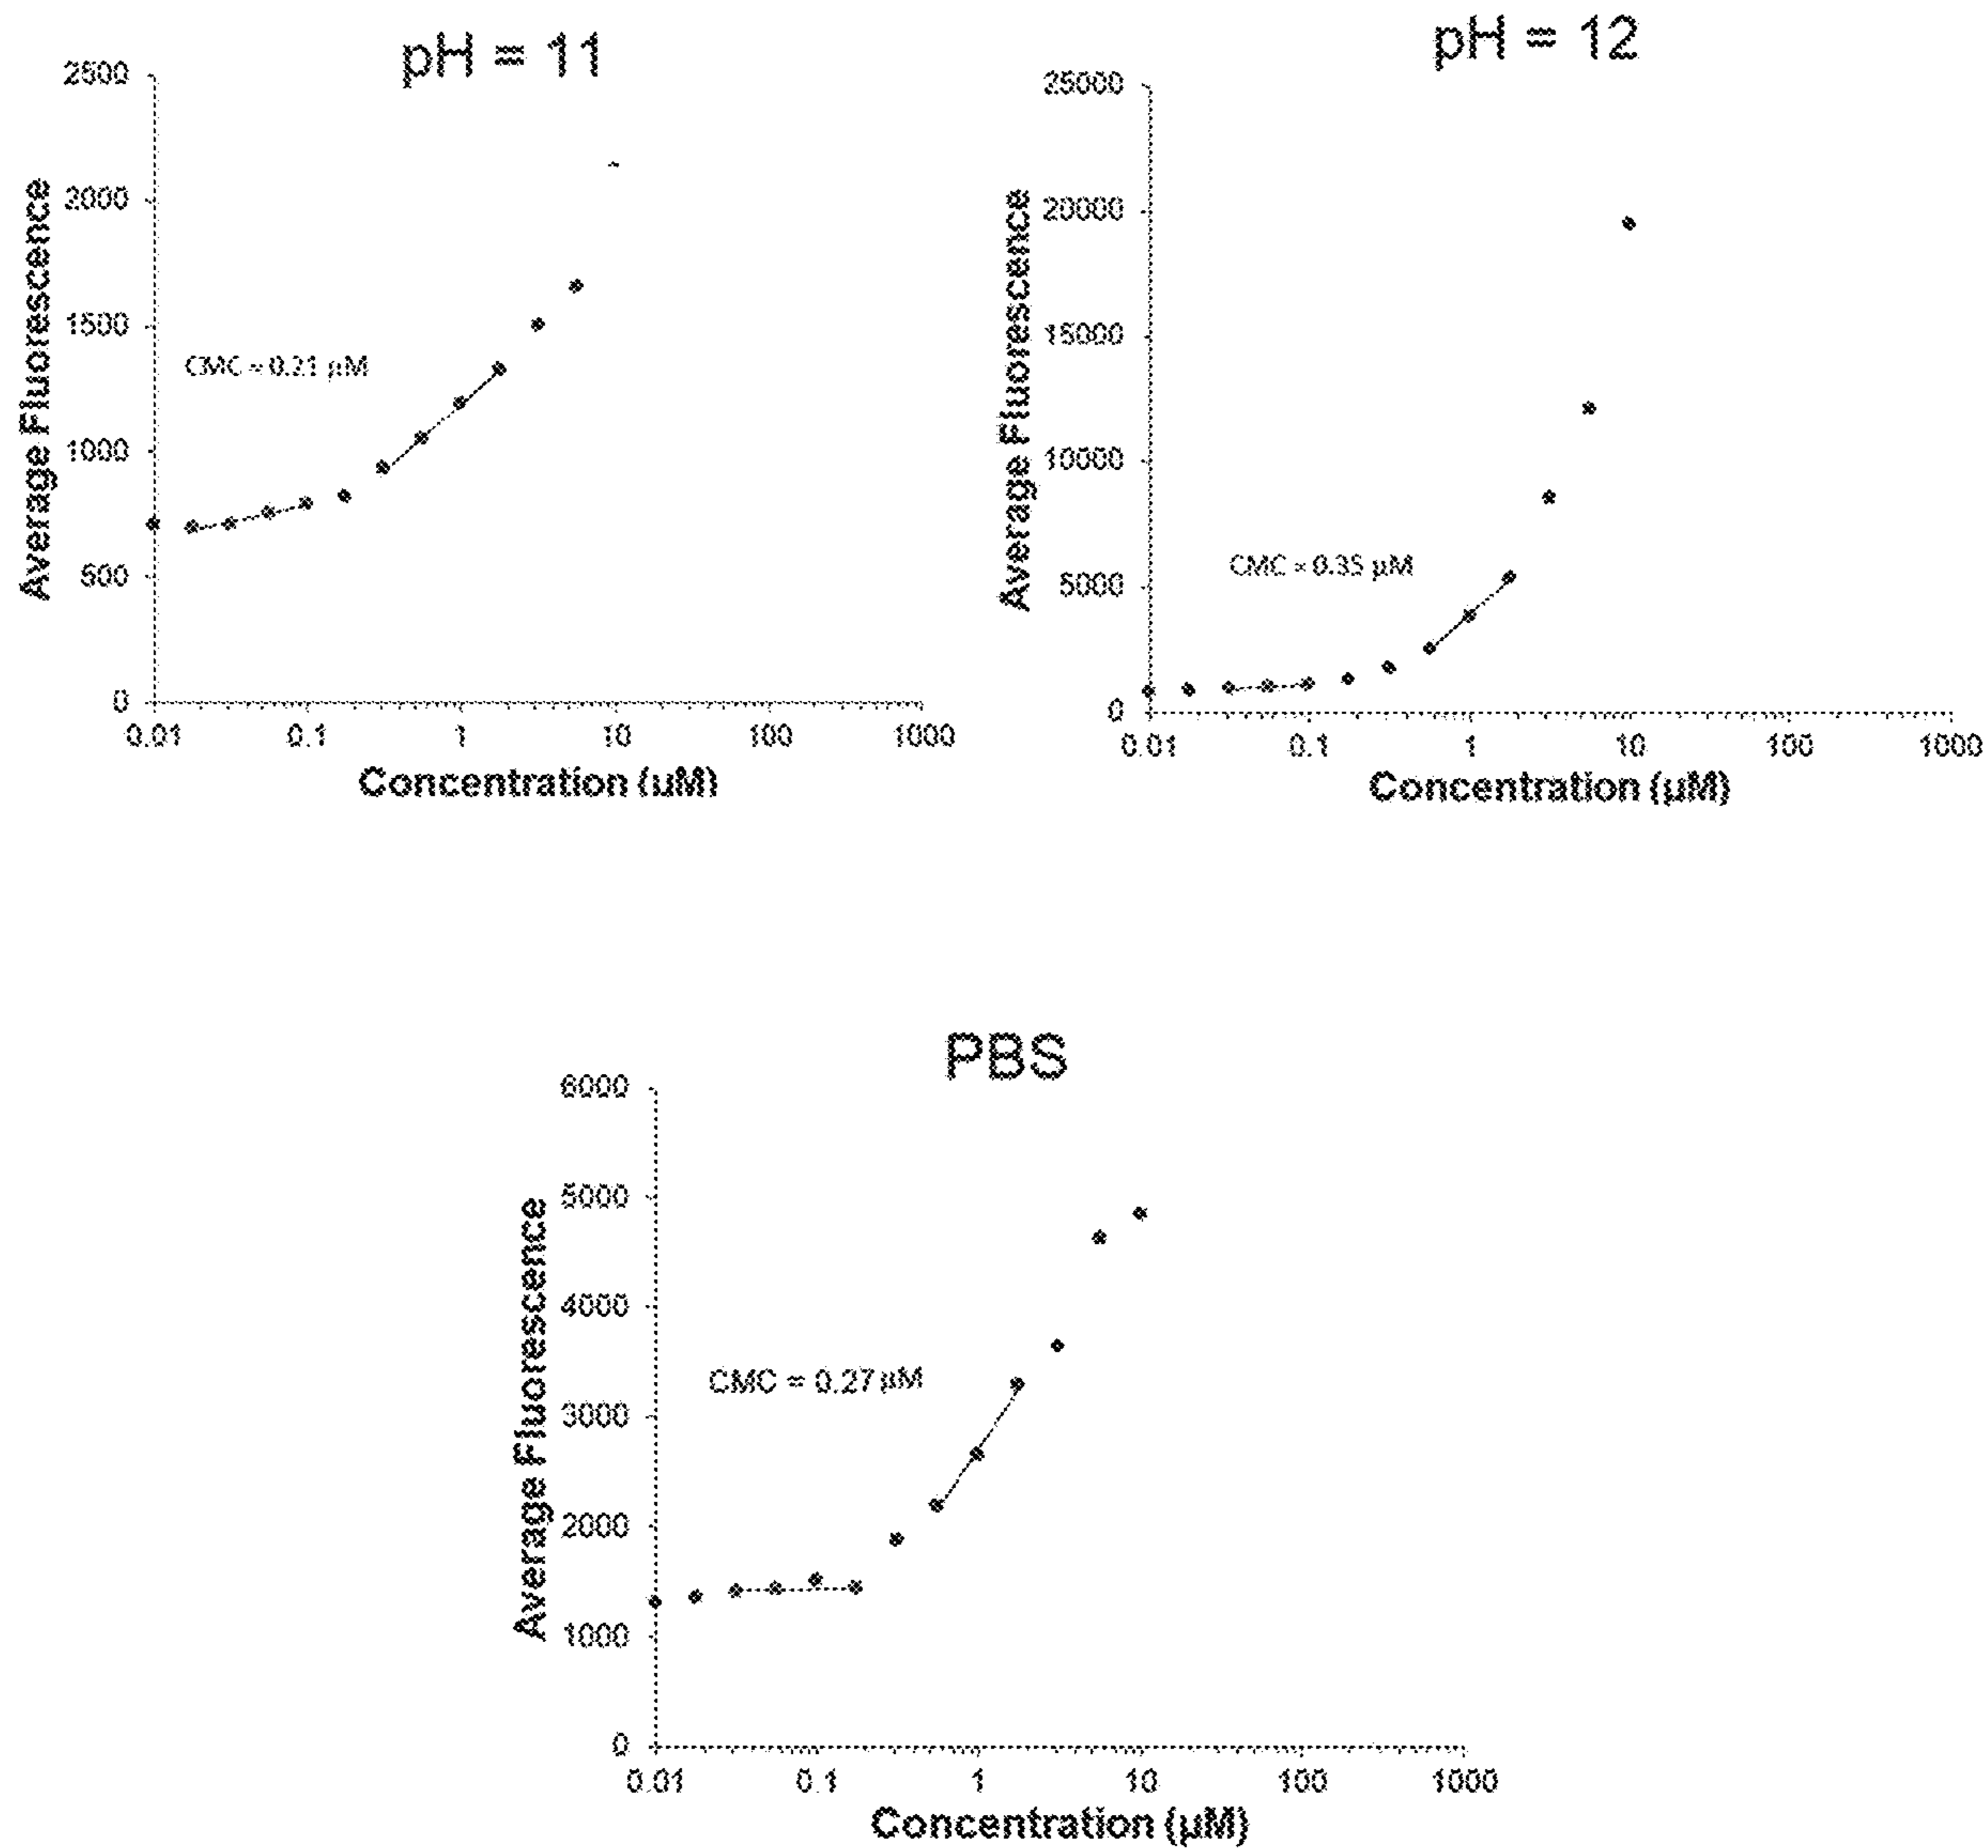 pH = 11
2500
2000
1500
1000
500
0
CMC = 0.21 µM
0.01 0.1 1 10 100 1000
Average Fluorescence
Concentration (µM)
pH = 12
25000
20000
15000
10000
5000
0
CMC = 0.35 µM
0.01 0.1 1 10 100 1000
Average Fluorescence
Concentration (µM)
PBS
6000
5000
4000
3000
2000
1000
0
CMC = 0.27 µM
0.01 0.1 1 10 100 1000
Average Fluorescence
Concentration (µM)